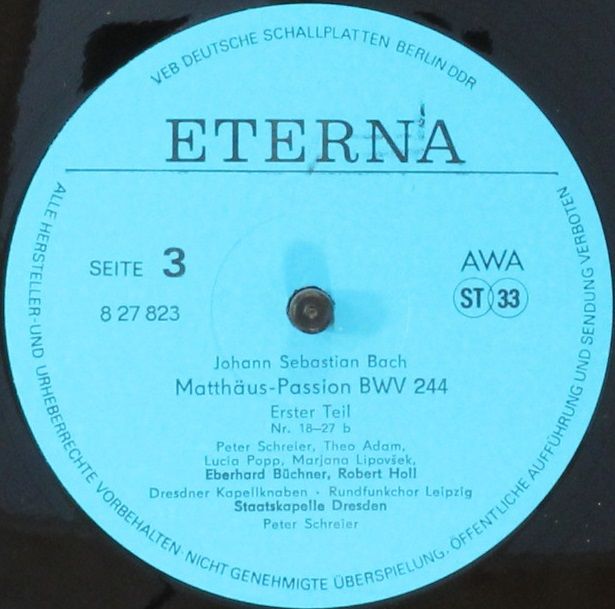 VEB DEUTSCHE SCHALLPLATTEN BERLIN DDR
ETERNA
SEITE 3
8 27 823
AWA
ST 33
Johann Sebastian Bach
Matthäus-Passion BWV 244
Erster Teil
Nr. 18–27 b
Peter Schreier, Theo Adam,
Lucia Popp, Marjana Lipovšek,
Eberhard Büchner, Robert Holl
Dresdner Kapellknaben · Rundfunkchor Leipzig
Staatskapelle Dresden
Peter Schreier
ALLE HERSTELLER- UND URHEBERRECHTE VORBEHALTEN · NICHT GENEHMIGTE ÜBERSPIELUNG, ÖFFENTLICHE AUFFÜHRUNG UND SENDUNG VERBOTEN